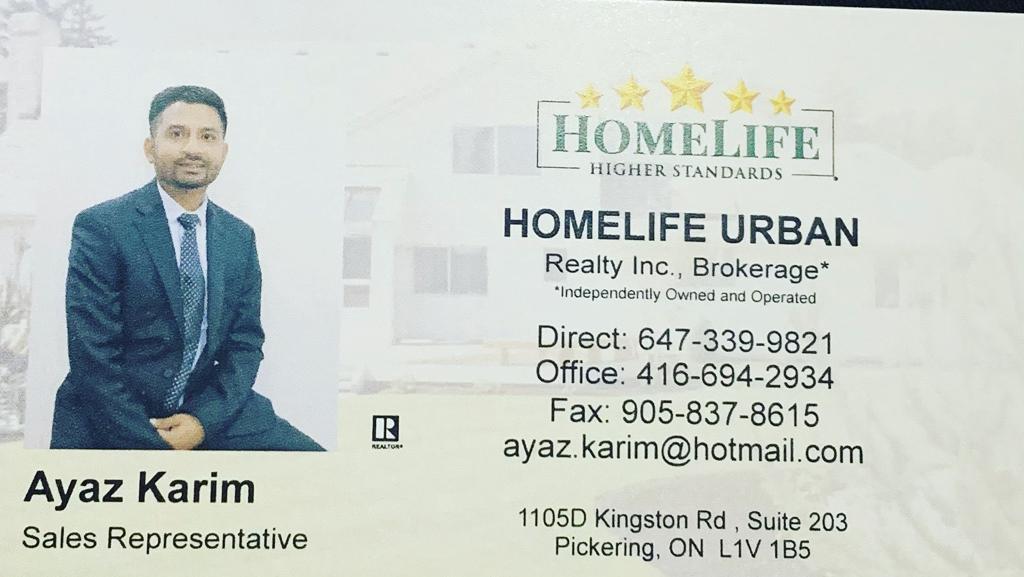 HOMELIFE
HIGHER STANDARDS
HOMELIFE URBAN
Realty Inc., Brokerage*
*Independently Owned and Operated
Direct: 647-339-9821
Office: 416-694-2934
Fax: 905-837-8615
ayaz.karim@hotmail.com
1105D Kingston Rd , Suite 203
Pickering, ON L1V 1B5
R
REALTOR®
Ayaz Karim
Sales Representative